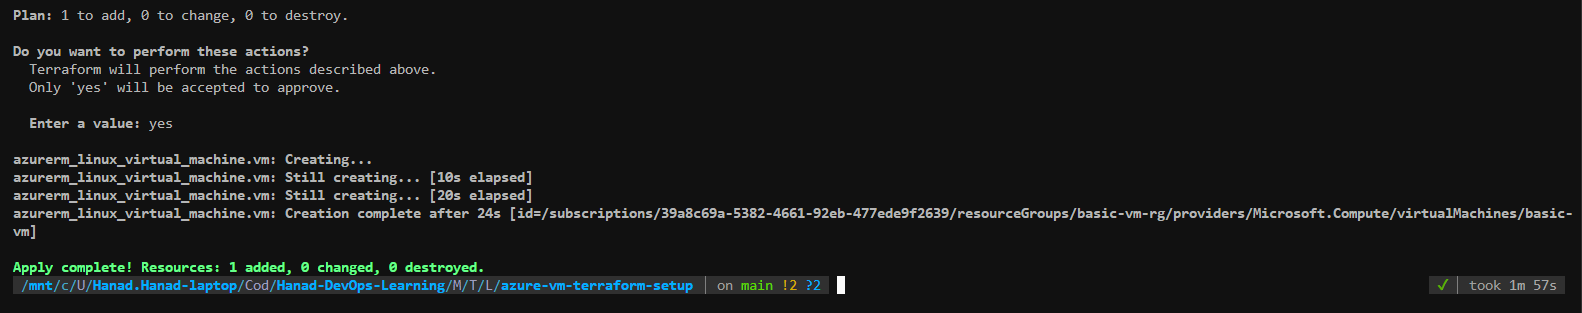 Plan: 1 to add, 0 to change, 0 to destroy.
Do you want to perform these actions?
Terraform will perform the actions described above.
Only 'yes' will be accepted to approve.
Enter a value: yes
azurerm_linux_virtual_machine.vm: Creating...
azurerm_linux_virtual_machine.vm: Still creating... [10s elapsed]
azurerm_linux_virtual_machine.vm: Still creating... [20s elapsed]
azurerm_linux_virtual_machine.vm: Creation complete after 24s [id=/subscriptions/39a8c69a-5382-4661-92eb-477ede9f2639/resourceGroups/basic-vm-rg/providers/Microsoft.Compute/virtualMachines/basic-
vm]
Apply complete! Resources: 1 added, 0 changed, 0 destroyed.
/mnt/c/U/Hanad.Hanad-laptop/Cod/Hanad-DevOps-Learning/M/T/L/azure-vm-terraform-setup | on main !2 ?2 ✓ | took 1m 57s